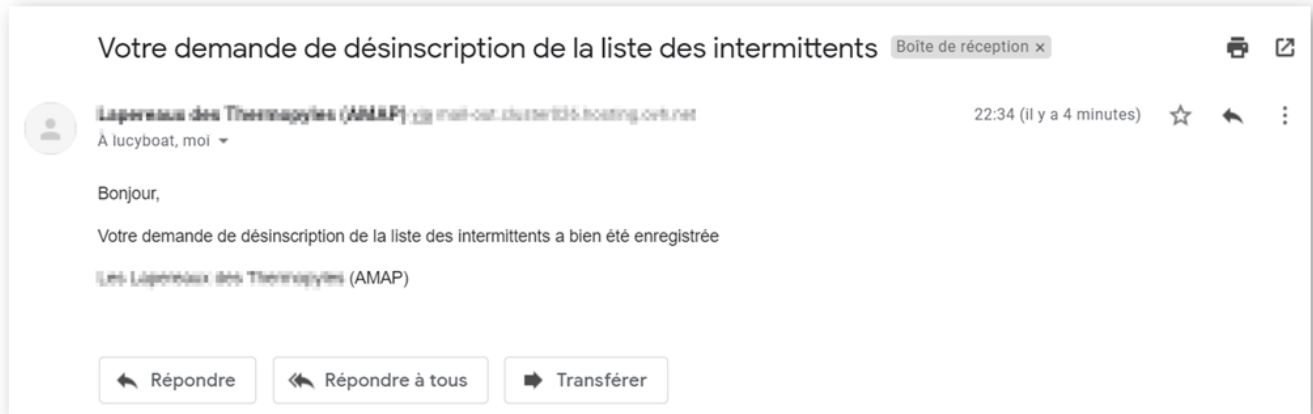 Votre demande de désinscription de la liste des intermittents Boîte de réception ×
(AMAP)
22:34 (il y a 4 minutes)
À lucyboat, moi
Bonjour,
Votre demande de désinscription de la liste des intermittents a bien été enregistrée
(AMAP)
Répondre Répondre à tous Transférer